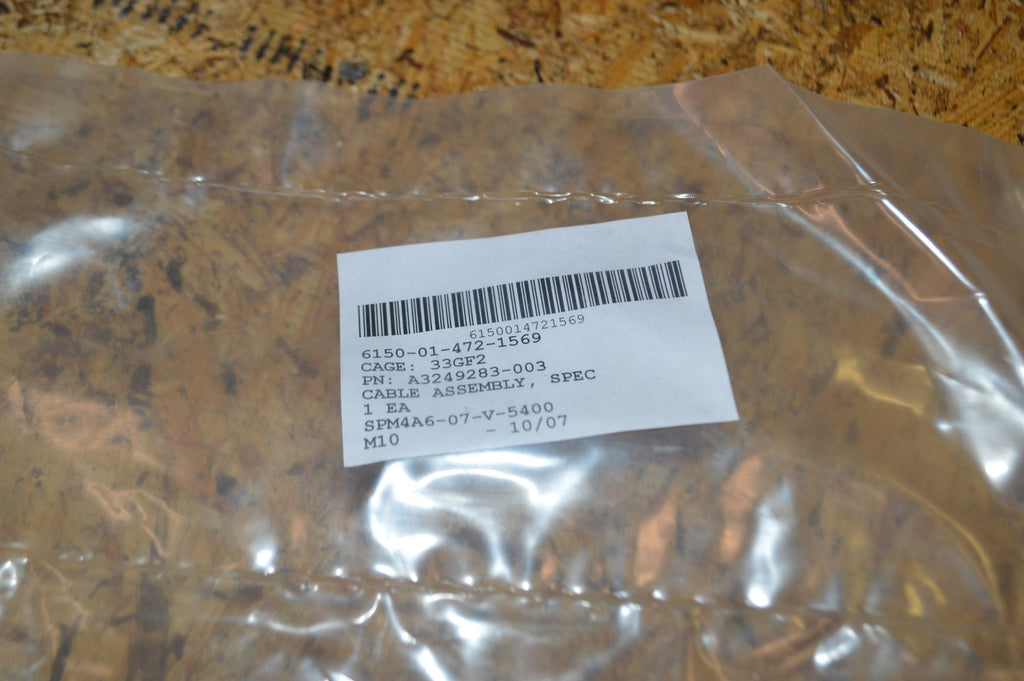 6150014721569
6150-01-472-1569
CAGE: 33GF2
PN: A3249283-003
CABLE ASSEMBLY, SPEC
1 EA
SPM4A6-07-V-5400
M10 - 10/07